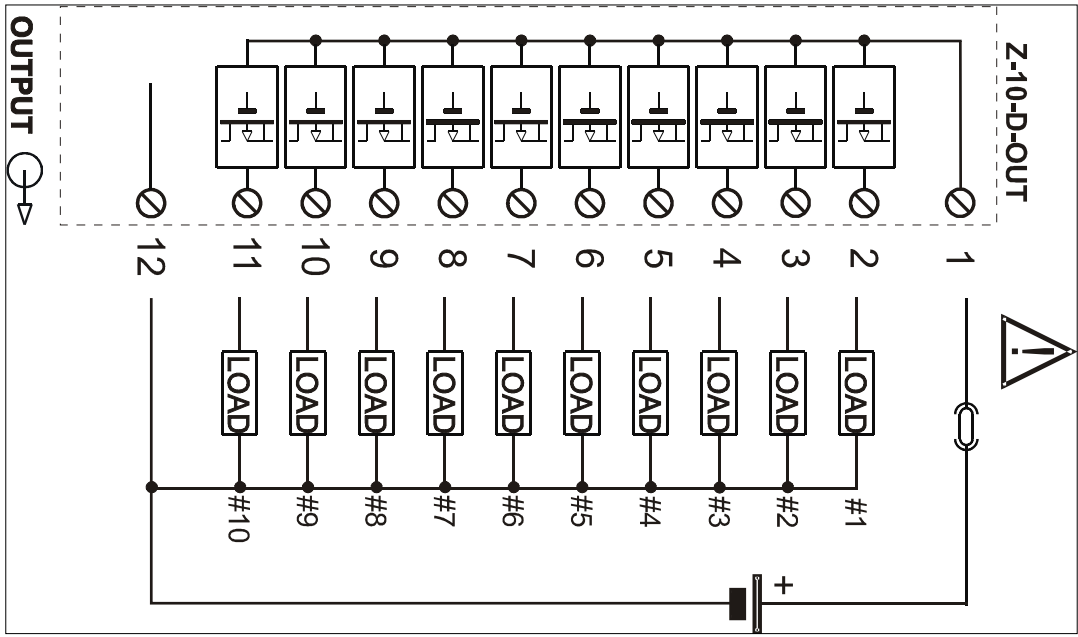 OUTPUT
Z-10-D-OUT
12 11 10 9 8 7 6 5 4 3 2 1
LOAD LOAD LOAD LOAD LOAD LOAD LOAD LOAD LOAD LOAD
!
#10 #9 #8 #7 #6 #5 #4 #3 #2 #1
+